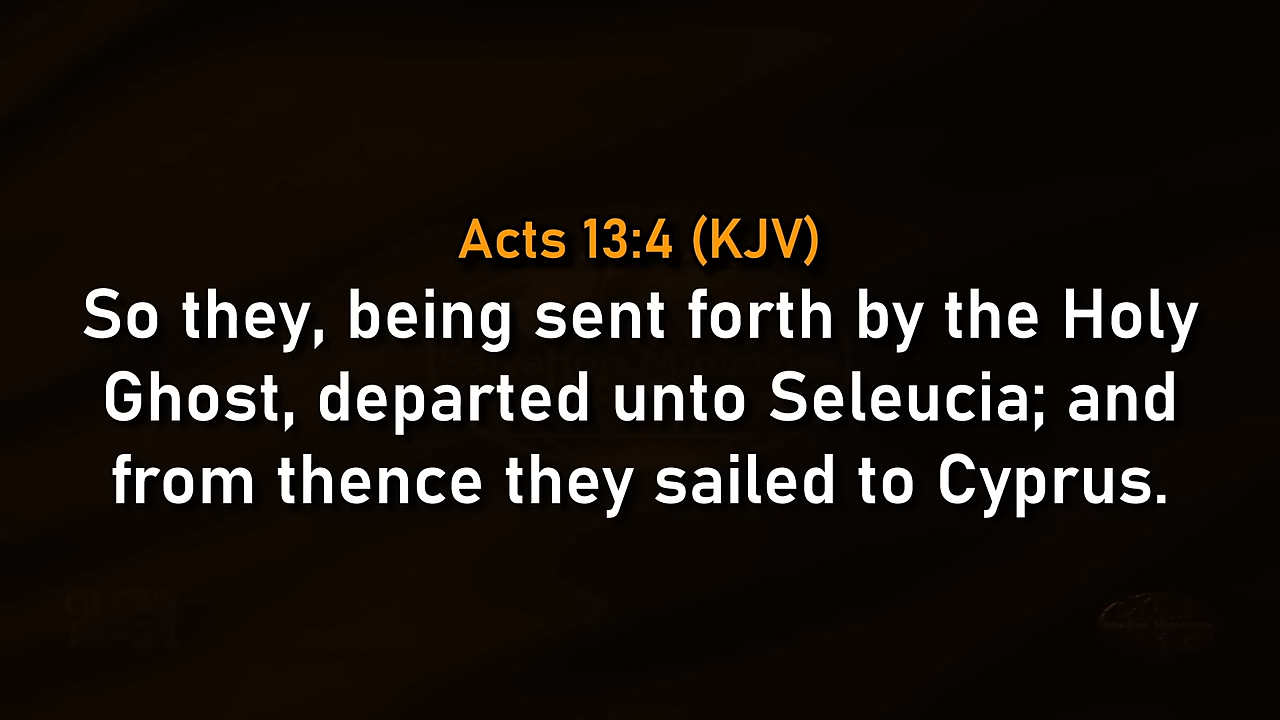 Acts 13:4 (KJV)
So they, being sent forth by the Holy
Ghost, departed unto Seleucia; and
from thence they sailed to Cyprus.